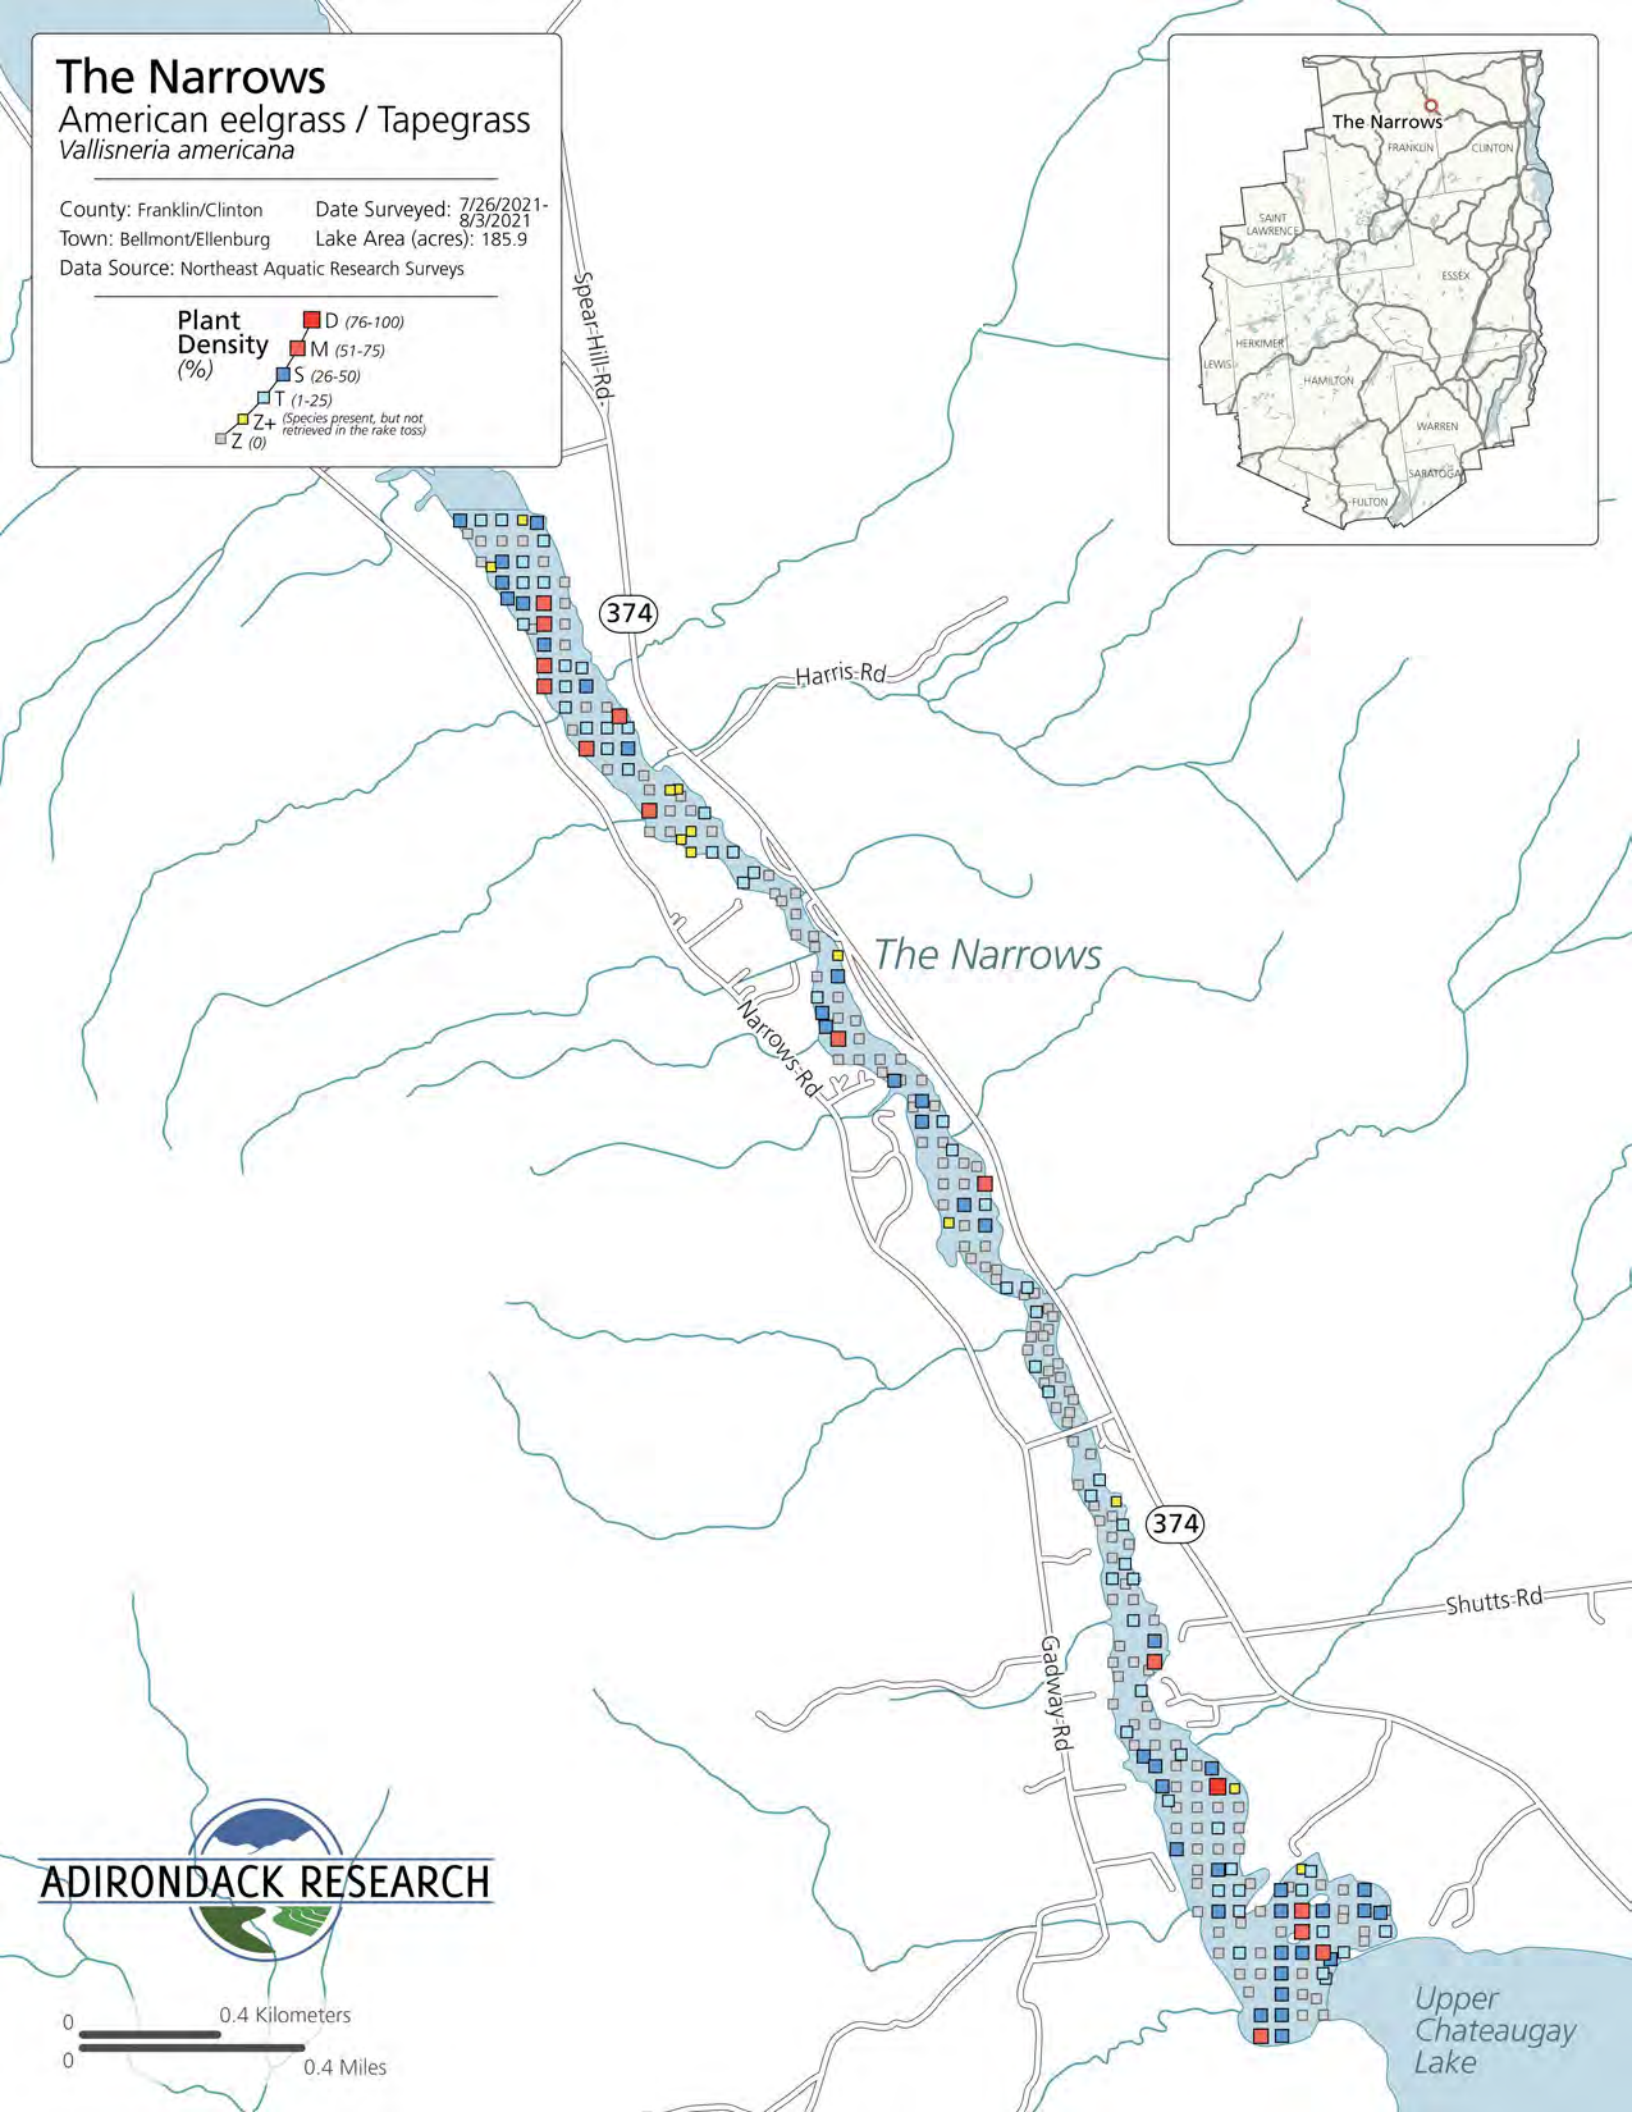 The Narrows
American eelgrass / Tapegrass
Vallisneria americana
County: Franklin/Clinton
Date Surveyed: 7/26/2021-
8/3/2021
Town: Bellmont/Ellenburg
Lake Area (acres): 185.9
Data Source: Northeast Aquatic Research Surveys
Plant
Density
(%)
D (76-100)
M (51-75)
S (26-50)
T (1-25)
Z+ (Species present, but not
retrieved in the rake toss)
Z (0)
The Narrows
FRANKLIN
CLINTON
SAINT
LAWRENCE
ESSEX
HERKIMER
LEWIS
HAMILTON
WARREN
SARATOGA
FULTON
Spear-Hill-Rd-
374
Harris-Rd
The Narrows
Narrows-Rd
374
Shutts-Rd
Gadway-Rd
ADIRONDACK RESEARCH
0
0.4 Kilometers
0
0.4 Miles
Upper
Chateaugay
Lake